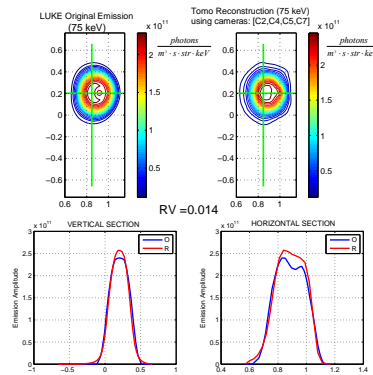 LUKE Original Emission
(75 keV)
x 10^11
photons
m^1 · s · str · keV
0.6
0.4
0.2
0
−0.2
−0.4
−0.6
0.6 0.8 1
2
1.5
1
0.5
Tomo Reconstruction (75 keV)
using cameras: [C2,C4,C5,C7]
x 10^11
photons
m^1 · s · str · keV
0.6
0.4
0.2
0
−0.2
−0.4
−0.6
0.6 0.8 1
2
1.5
1
0.5
RV =0.014
VERTICAL SECTION
x 10^11
Emission Amplitude
3
2.5
2
1.5
1
0.5
0
−1 −0.5 0 0.5 1
O
R
HORIZONTAL SECTION
x 10^11
Emission Amplitude
3
2.5
2
1.5
1
0.5
0
0.4 0.6 0.8 1 1.2 1.4
O
R